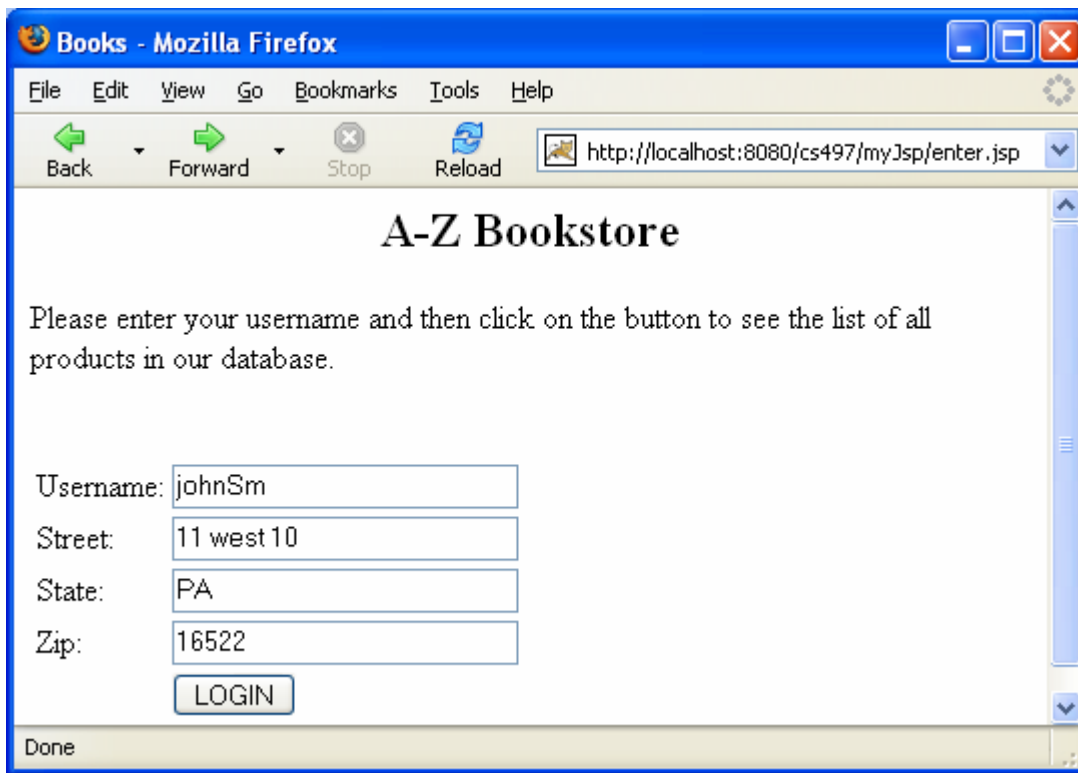 Books - Mozilla Firefox
File Edit View Go Bookmarks Tools Help
Back Forward Stop Reload http://localhost:8080/cs497/myJsp/enter.jsp
A-Z Bookstore
Please enter your username and then click on the button to see the list of all
products in our database.
Username: johnSm
Street: 11 west 10
State: PA
Zip: 16522
LOGIN
Done